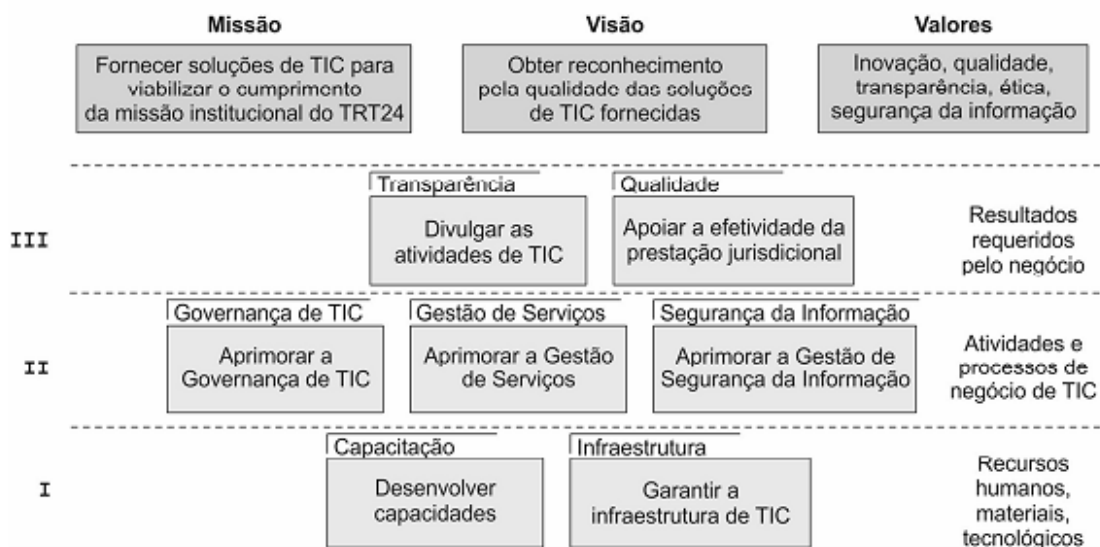 Missão
Visão
Valores
Fornecer soluções de TIC para
viabilizar o cumprimento
da missão institucional do TRT24
Obter reconhecimento
pela qualidade das soluções
de TIC fornecidas
Inovação, qualidade,
transparência, ética,
segurança da informação
III
Transparência
Divulgar as
atividades de TIC
Qualidade
Apoiar a efetividade da
prestação jurisdicional
Resultados
requeridos
pelo negócio
II
Governança de TIC
Aprimorar a
Governança de TIC
Gestão de Serviços
Aprimorar a Gestão
de Serviços
Segurança da Informação
Aprimorar a Gestão de
Segurança da Informação
Atividades e
processos de
negócio de TIC
I
Capacitação
Desenvolver
capacidades
Infraestrutura
Garantir a
infraestrutura de TIC
Recursos
humanos,
materiais,
tecnológicos